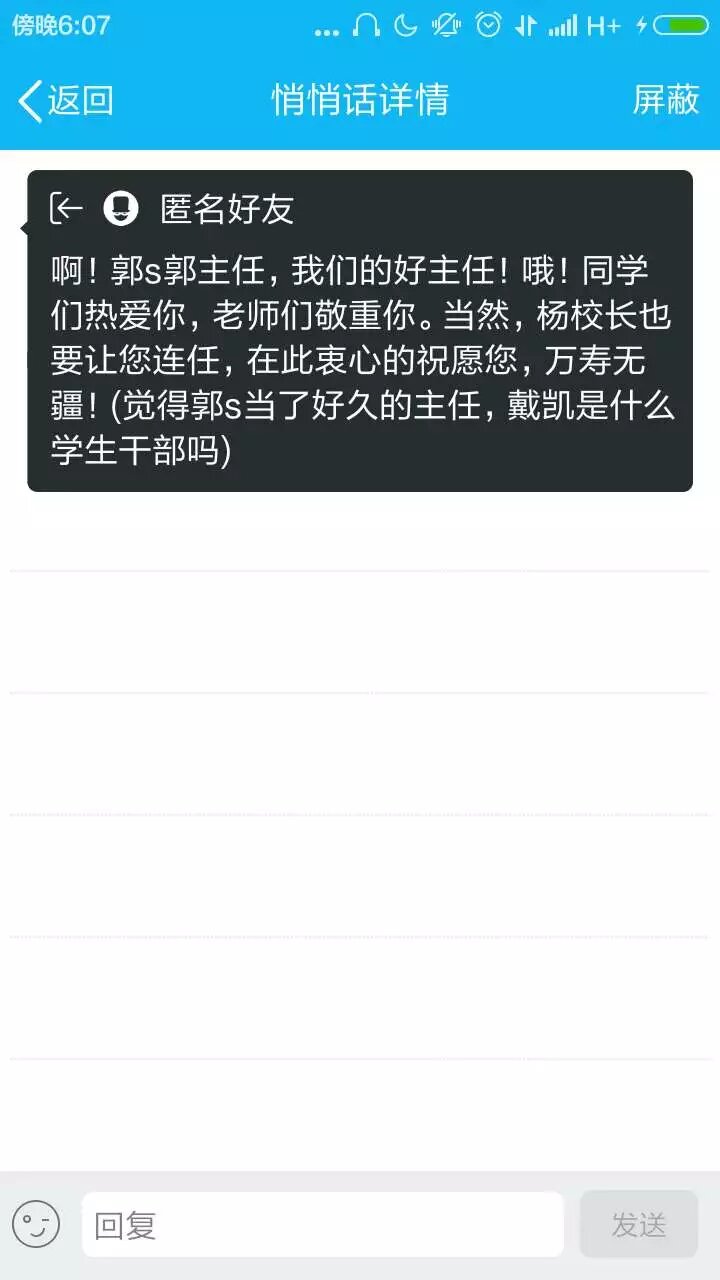 傍晚6:07
... H+
返回 悄悄话详情 屏蔽
匿名好友
啊！郭s郭主任，我们的好主任！哦！同学
们热爱你，老师们敬重你。当然，杨校长也
要让您连任，在此衷心的祝愿您，万寿无
疆！(觉得郭s当了好久的主任，戴凯是什么
学生干部吗)
回复 发送